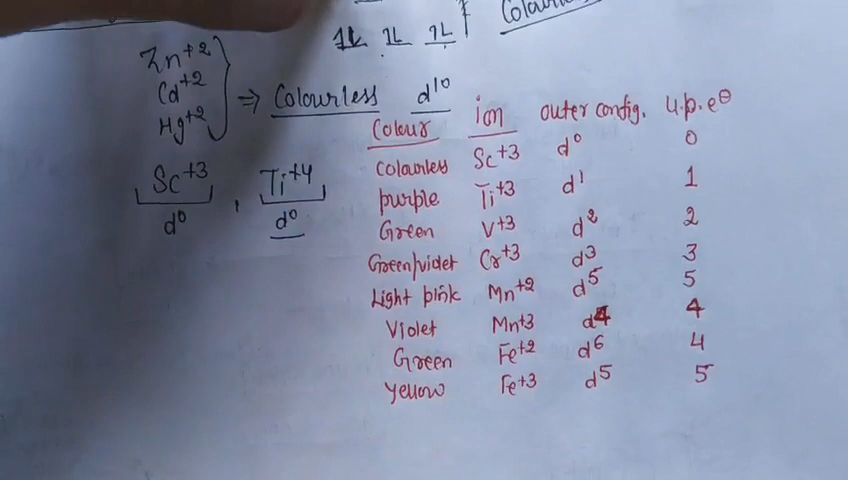 1L 1L 1L
Zn+2
Cd+2
Hg+2
=> Colourless d10
Sc+3 , Ti+4
d0 d0
Colour ion outer config. u.p.e⊖
Colourless Sc+3 d0 0
purple Ti+3 d1 1
Green V+3 d2 2
Green/violet Cr+3 d3 3
Light pink Mn+2 d5 5
Violet Mn+3 d4 4
Green Fe+2 d6 4
Yellow Fe+3 d5 5